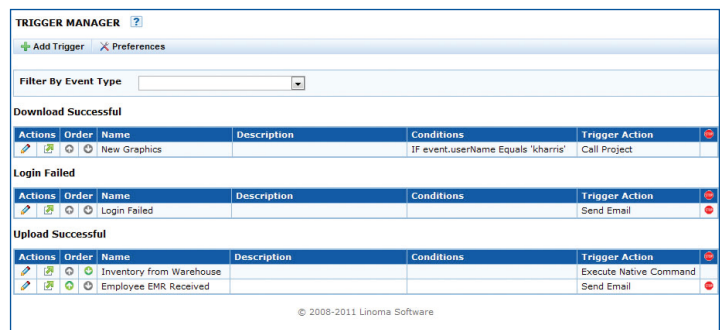 TRIGGER MANAGER ?
Add Trigger Preferences
Filter By Event Type
Download Successful
Actions Order Name Description Conditions Trigger Action
New Graphics IF event.userName Equals 'kharris' Call Project
Login Failed
Actions Order Name Description Conditions Trigger Action
Login Failed Send Email
Upload Successful
Actions Order Name Description Conditions Trigger Action
Inventory from Warehouse Execute Native Command
Employee EMR Received Send Email
© 2008-2011 Linoma Software